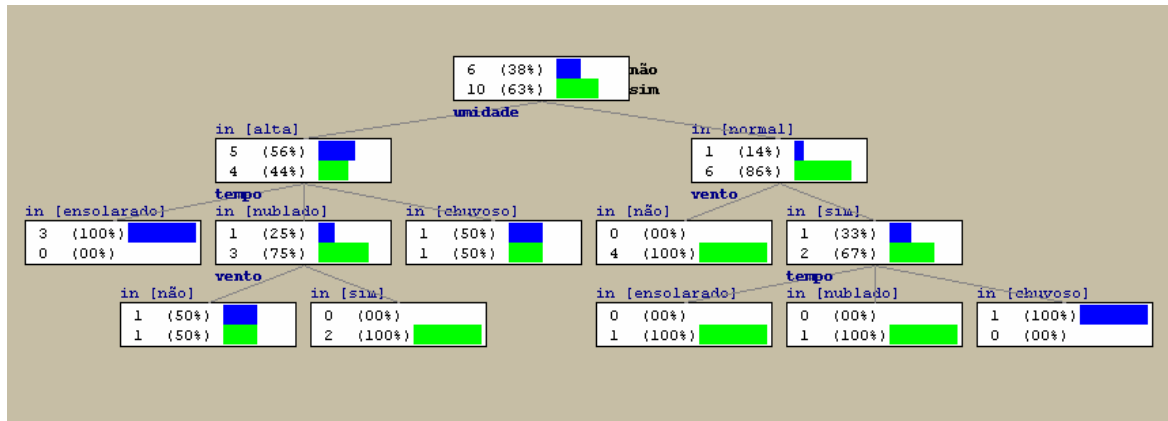 6 (38%) não
10 (63%) sim
umidade
in [alta] in [normal]
5 (56%) 1 (14%)
4 (44%) 6 (86%)
tempo vento
in [ensolarado] in [nublado] in [chuvoso] in [não] in [sim]
3 (100%) 1 (25%) 1 (50%) 0 (00%) 1 (33%)
0 (00%) 3 (75%) 1 (50%) 4 (100%) 2 (67%)
vento tempo
in [não] in [sim] in [ensolarado] in [nublado] in [chuvoso]
1 (50%) 0 (00%) 0 (00%) 0 (00%) 1 (100%)
1 (50%) 2 (100%) 1 (100%) 1 (100%) 0 (00%)